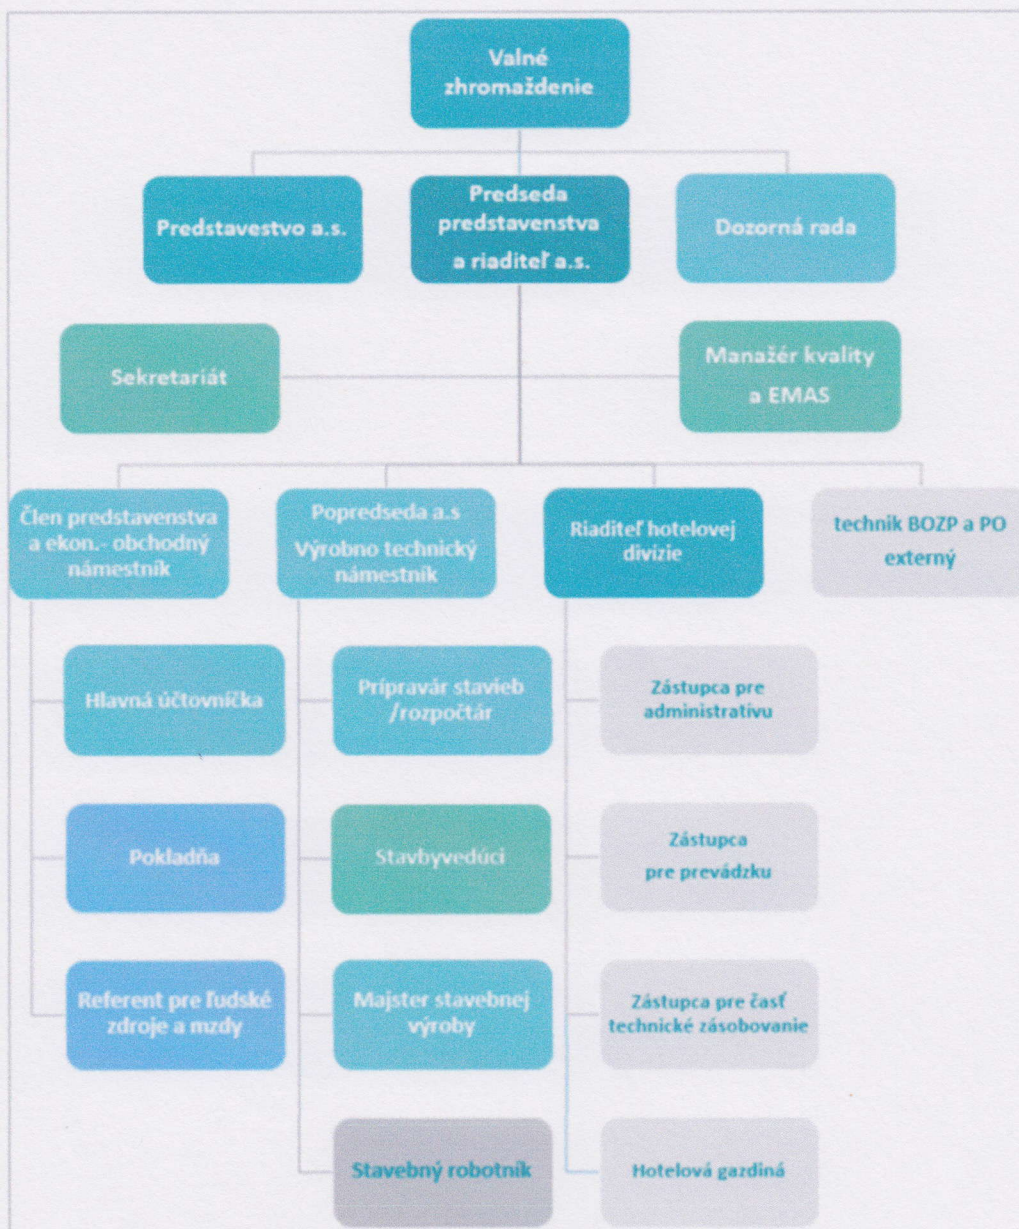 Valné
zhromaždenie
Predstavestvo a.s.
Predseda
predstavenstva
a riaditeľ a.s.
Dozorná rada
Sekretariát
Manažér kvality
a EMAS
Člen predstavenstva
a ekon.- obchodný
námestník
Popredseda a.s
Výrobno technický
námestník
Riaditeľ hotelovej
divízie
technik BOZP a PO
externý
Hlavná účtovníčka
Prípravár stavieb
/rozpočtár
Zástupca pre
administratívu
Pokladňa
Stavbyvedúci
Zástupca
pre prevádzku
Referent pre ľudské
zdroje a mzdy
Majster stavebnej
výroby
Zástupca pre časť
technické zásobovanie
Stavebný robotník
Hotelová gazdiná